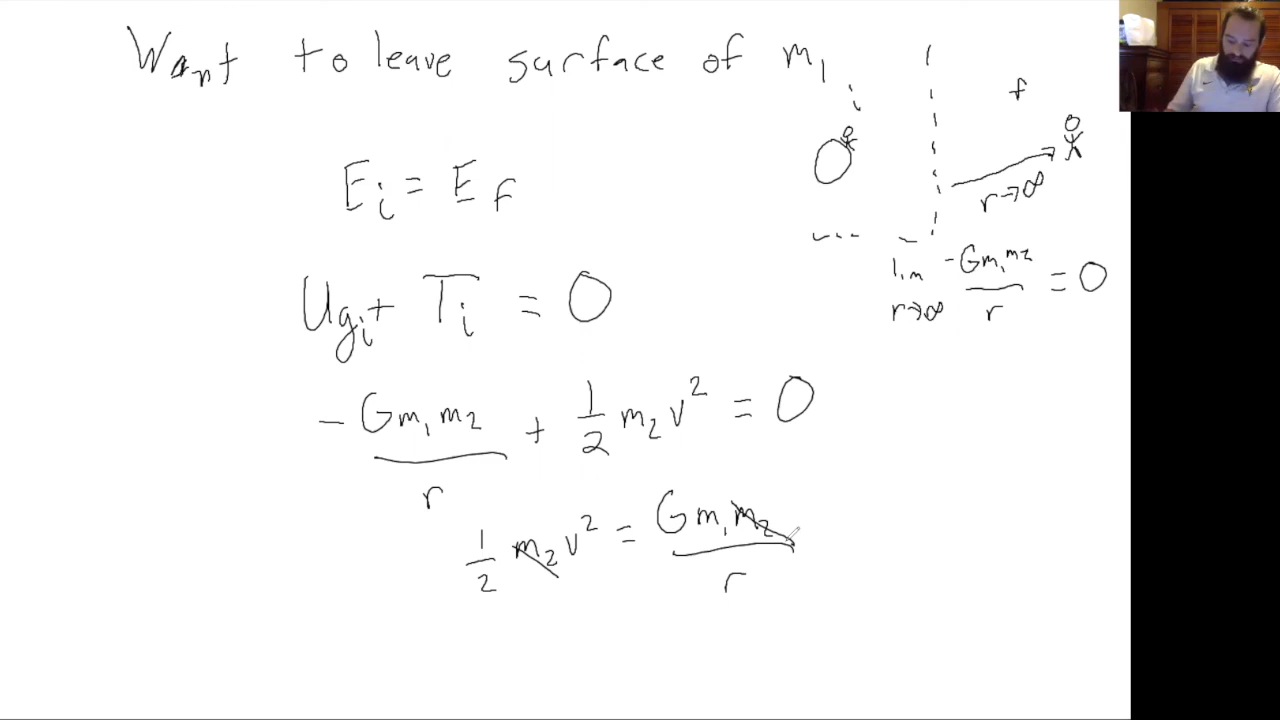 Want to leave surface of m₁
i
f
r→∞
lim r→∞ -Gm₁m₂/r = 0
Eᵢ = E_f
U_gᵢ + Tᵢ = 0
-Gm₁m₂/r + 1/2 m₂v² = 0
1/2 m₂v² = Gm₁m₂/r